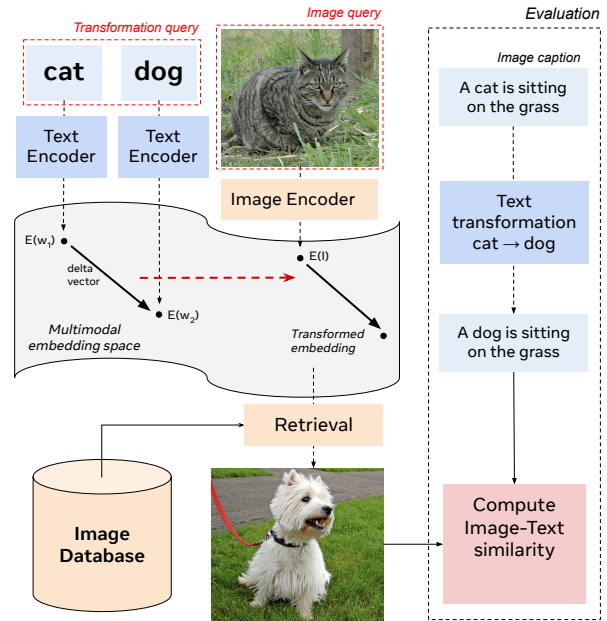 Transformation query
Image query
Evaluation
cat
dog
Image caption
A cat is sitting
on the grass
Text
Encoder
Text
Encoder
Image Encoder
Text
transformation
cat → dog
E(w₁)
E(I)
delta
vector
E(w₂)
Multimodal
embedding space
Transformed
embedding
A dog is sitting
on the grass
Retrieval
Image
Database
Compute
Image-Text
similarity